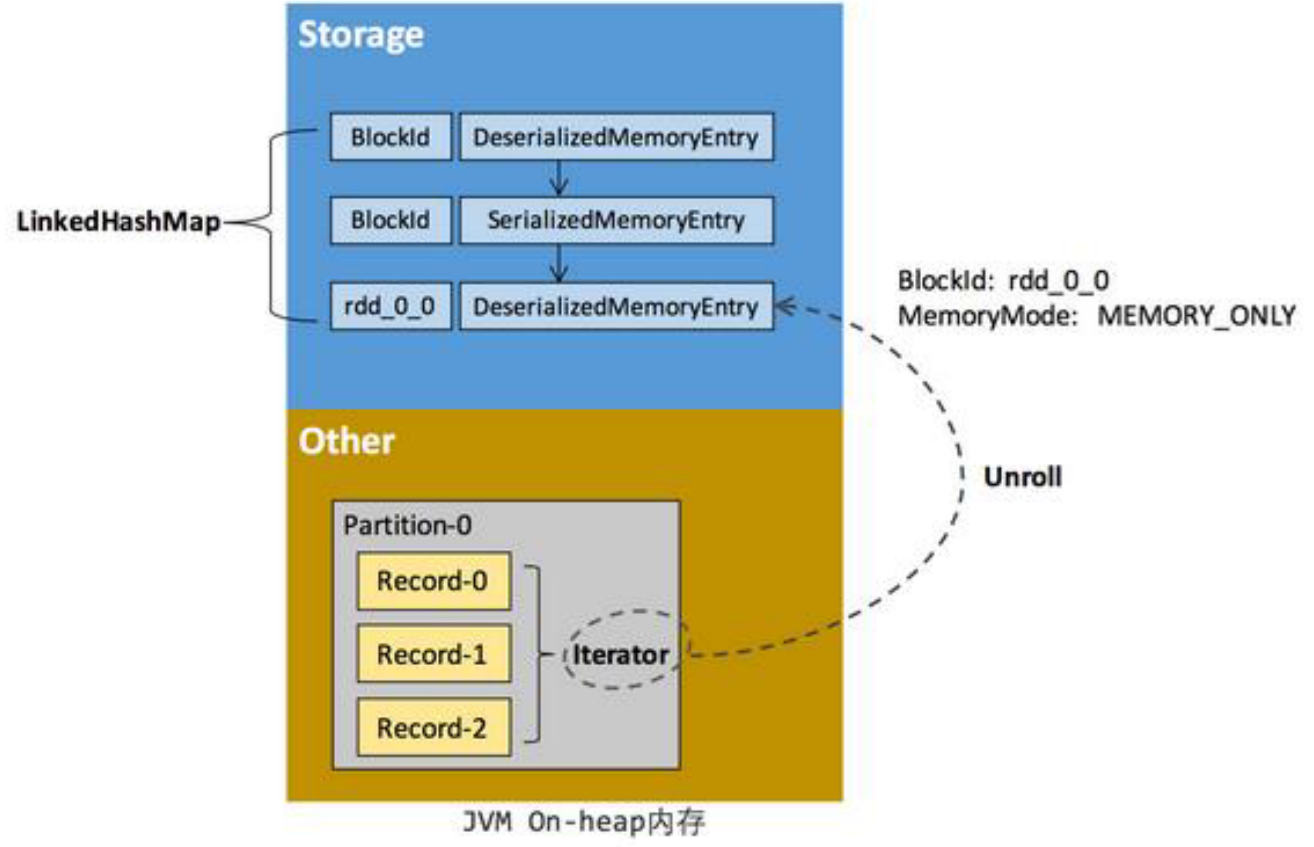 Storage
BlockId DeserializedMemoryEntry
LinkedHashMap
BlockId SerializedMemoryEntry
rdd_0_0 DeserializedMemoryEntry
BlockId: rdd_0_0
MemoryMode: MEMORY_ONLY
Other
Unroll
Partition-0
Record-0
Record-1
Iterator
Record-2
JVM On-heap内存